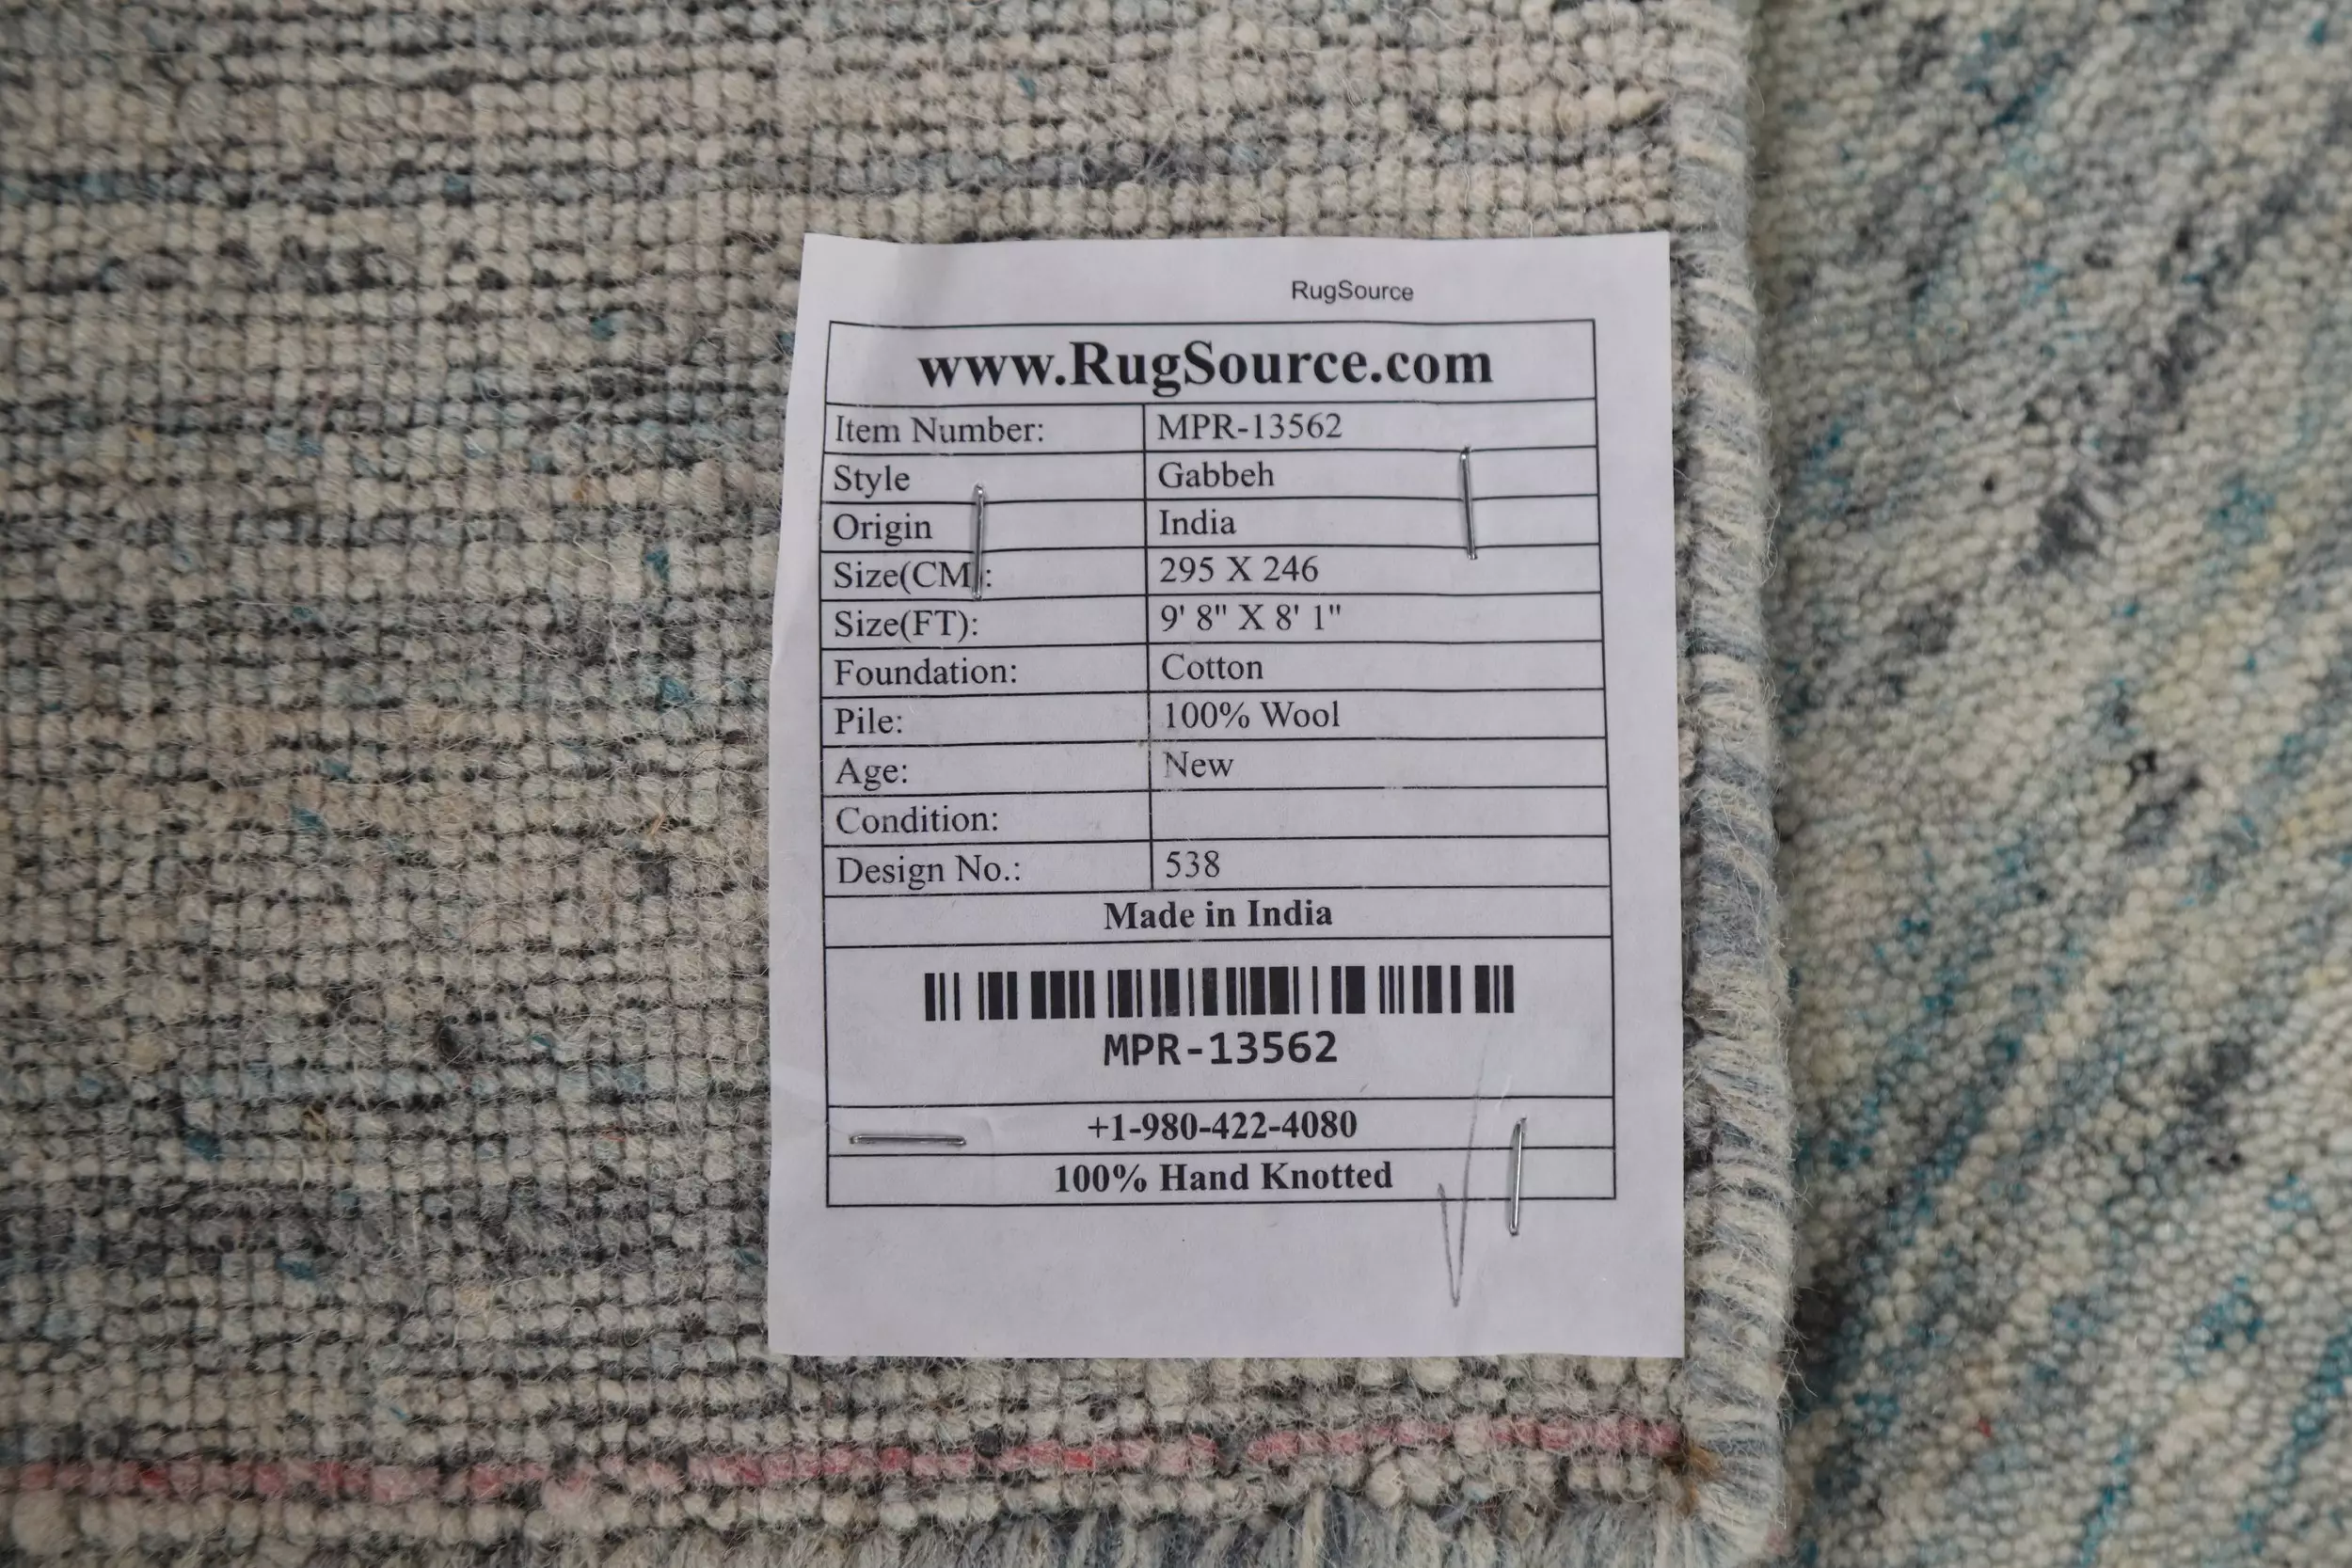 RugSource
www.RugSource.com
Item Number: MPR-13562
Style Gabbeh
Origin India
Size(CM): 295 X 246
Size(FT): 9' 8" X 8' 1"
Foundation: Cotton
Pile: 100% Wool
Age: New
Condition:
Design No.: 538
Made in India
MPR-13562
+1-980-422-4080
100% Hand Knotted